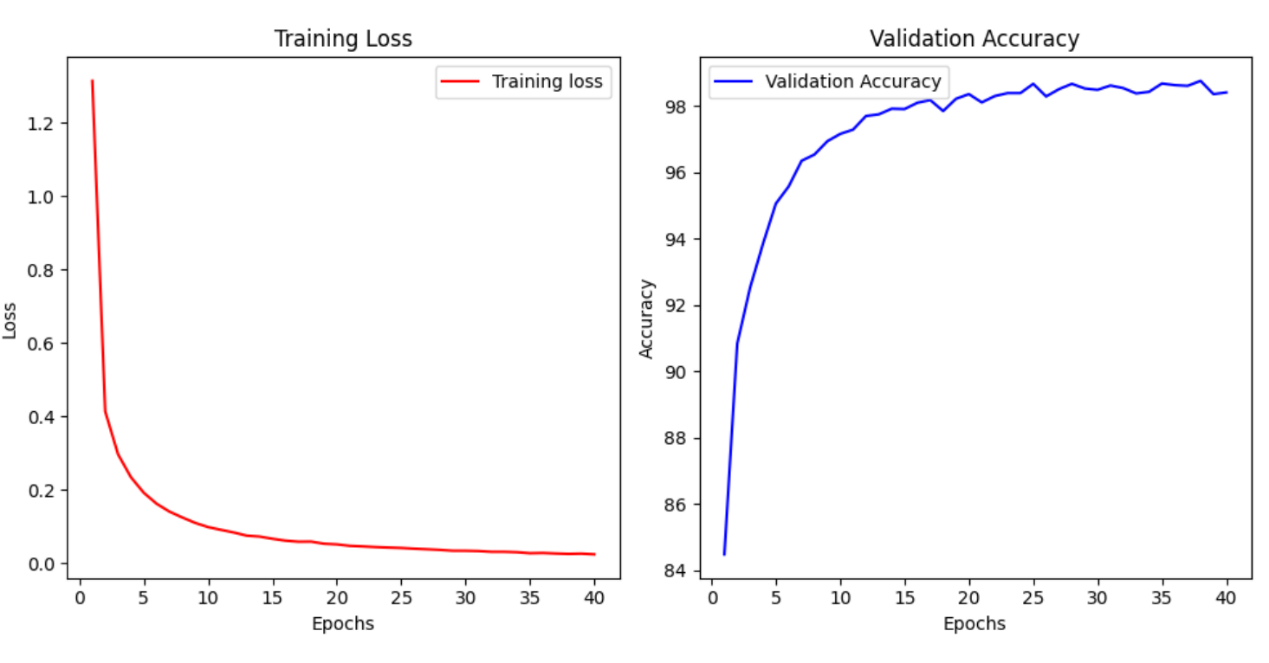 Training Loss
Training loss
Loss
1.2
1.0
0.8
0.6
0.4
0.2
0.0
0 5 10 15 20 25 30 35 40
Epochs
Validation Accuracy
Validation Accuracy
Accuracy
98
96
94
92
90
88
86
84
0 5 10 15 20 25 30 35 40
Epochs